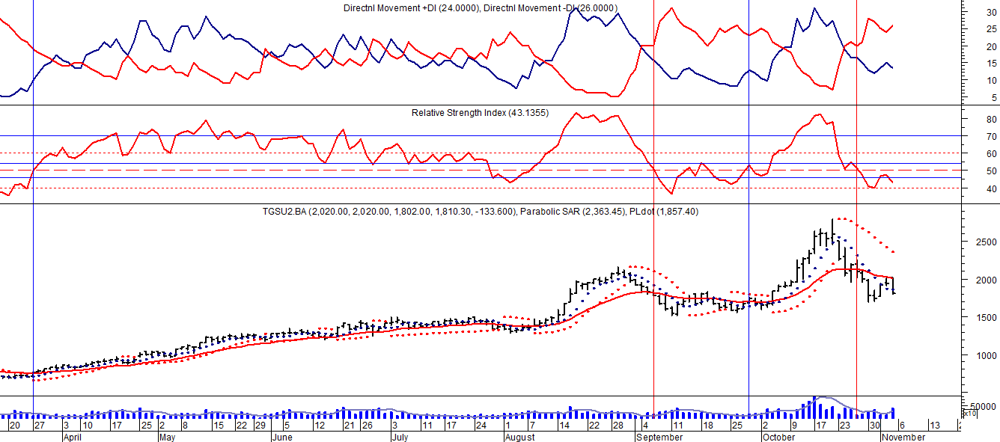 Directnl Movement +DI (24.0000), Directnl Movement -DI (26.0000)
30
25
20
15
10
5
Relative Strength Index (43.1355)
80
70
60
50
40
TGSU2.BA (2,020.00, 2,020.00, 1,802.00, 1,810.30, -133.600), Parabolic SAR (2,363.45), PLdot (1,857.40)
2500
2000
1500
1000
50000
x10
20 27 3 10 17 25 2 8 15 22 29 5 12 21 26 3 11 17 24 1 7 14 22 28 4 11 18 25 2 9 17 23 30 6 13
April May June July August September October November